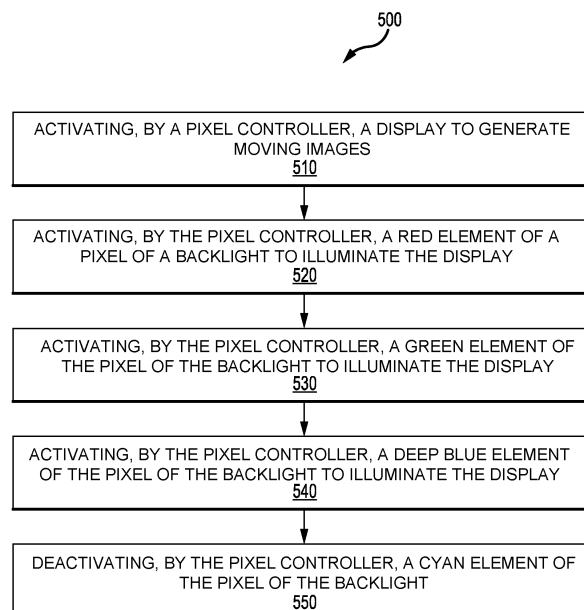 500
ACTIVATING, BY A PIXEL CONTROLLER, A DISPLAY TO GENERATE
MOVING IMAGES
510
ACTIVATING, BY THE PIXEL CONTROLLER, A RED ELEMENT OF A
PIXEL OF A BACKLIGHT TO ILLUMINATE THE DISPLAY
520
ACTIVATING, BY THE PIXEL CONTROLLER, A GREEN ELEMENT OF
THE PIXEL OF THE BACKLIGHT TO ILLUMINATE THE DISPLAY
530
ACTIVATING, BY THE PIXEL CONTROLLER, A DEEP BLUE ELEMENT
OF THE PIXEL OF THE BACKLIGHT TO ILLUMINATE THE DISPLAY
540
DEACTIVATING, BY THE PIXEL CONTROLLER, A CYAN ELEMENT OF
THE PIXEL OF THE BACKLIGHT
550